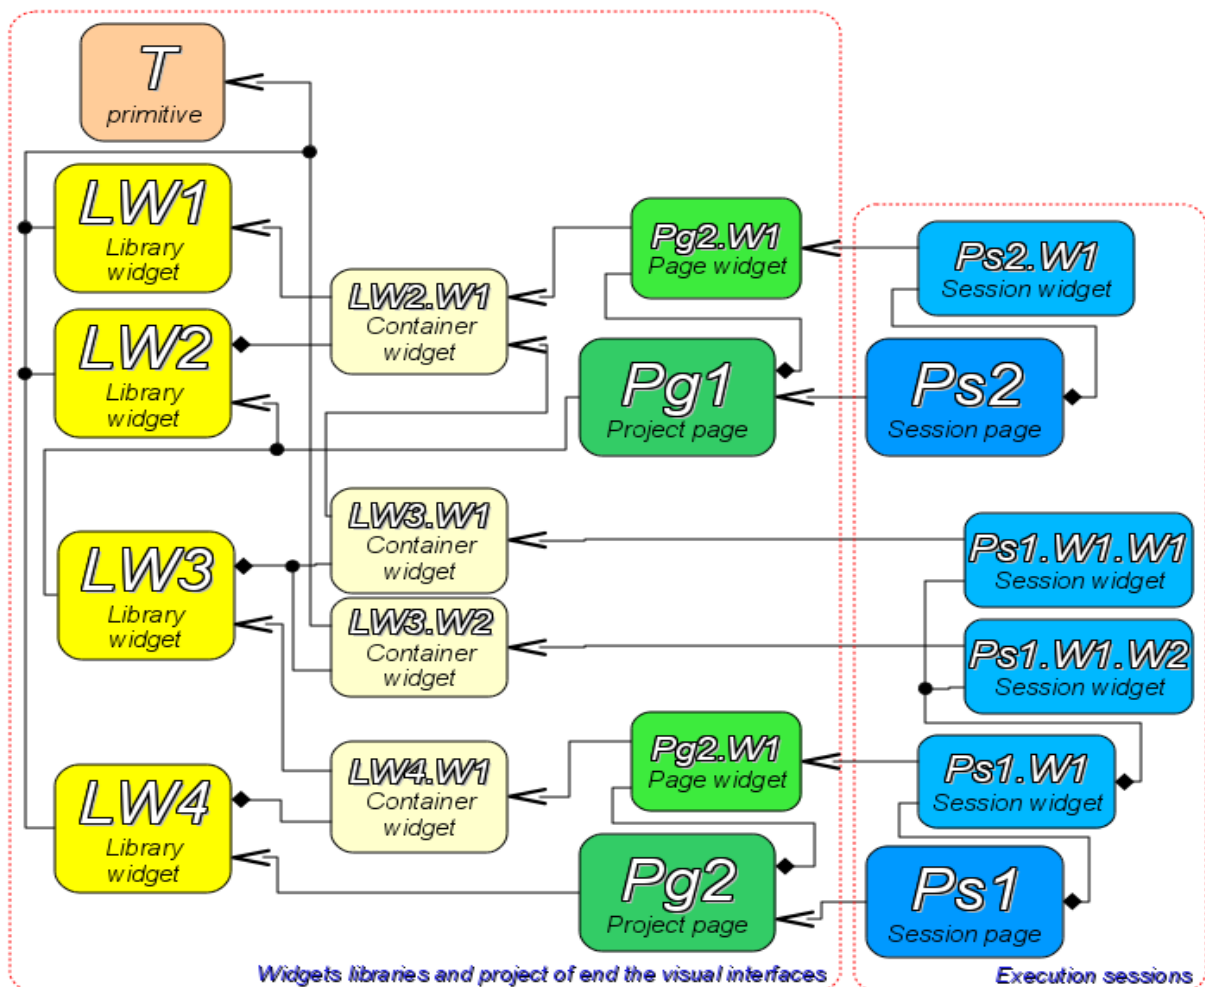 T
primitive
LW1
Library
widget
Pg2.W1
Page widget
Ps2.W1
Session widget
LW2.W1
Container
widget
LW2
Library
widget
Pg1
Project page
Ps2
Session page
LW3.W1
Container
widget
Ps1.W1.W1
Session widget
LW3
Library
widget
LW3.W2
Container
widget
Ps1.W1.W2
Session widget
Pg2.W1
Page widget
LW4.W1
Container
widget
Ps1.W1
Session widget
LW4
Library
widget
Pg2
Project page
Ps1
Session page
Widgets libraries and project of end the visual interfaces
Execution sessions